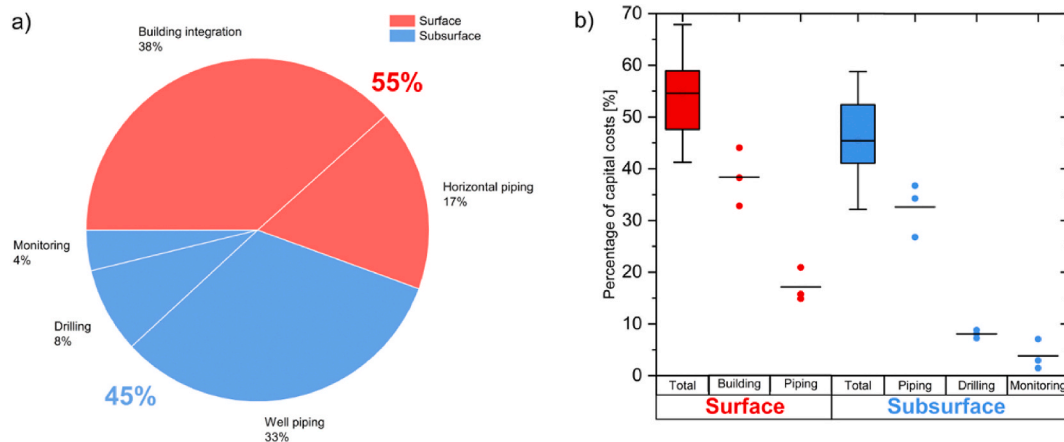 a)
Surface
Subsurface
Building integration
38%
55%
Horizontal piping
17%
Monitoring
4%
Drilling
8%
45%
Well piping
33%
b)
Percentage of capital costs [%]
70
60
50
40
30
20
10
0
Total
Building
Piping
Total
Piping
Drilling
Monitoring
Surface
Subsurface